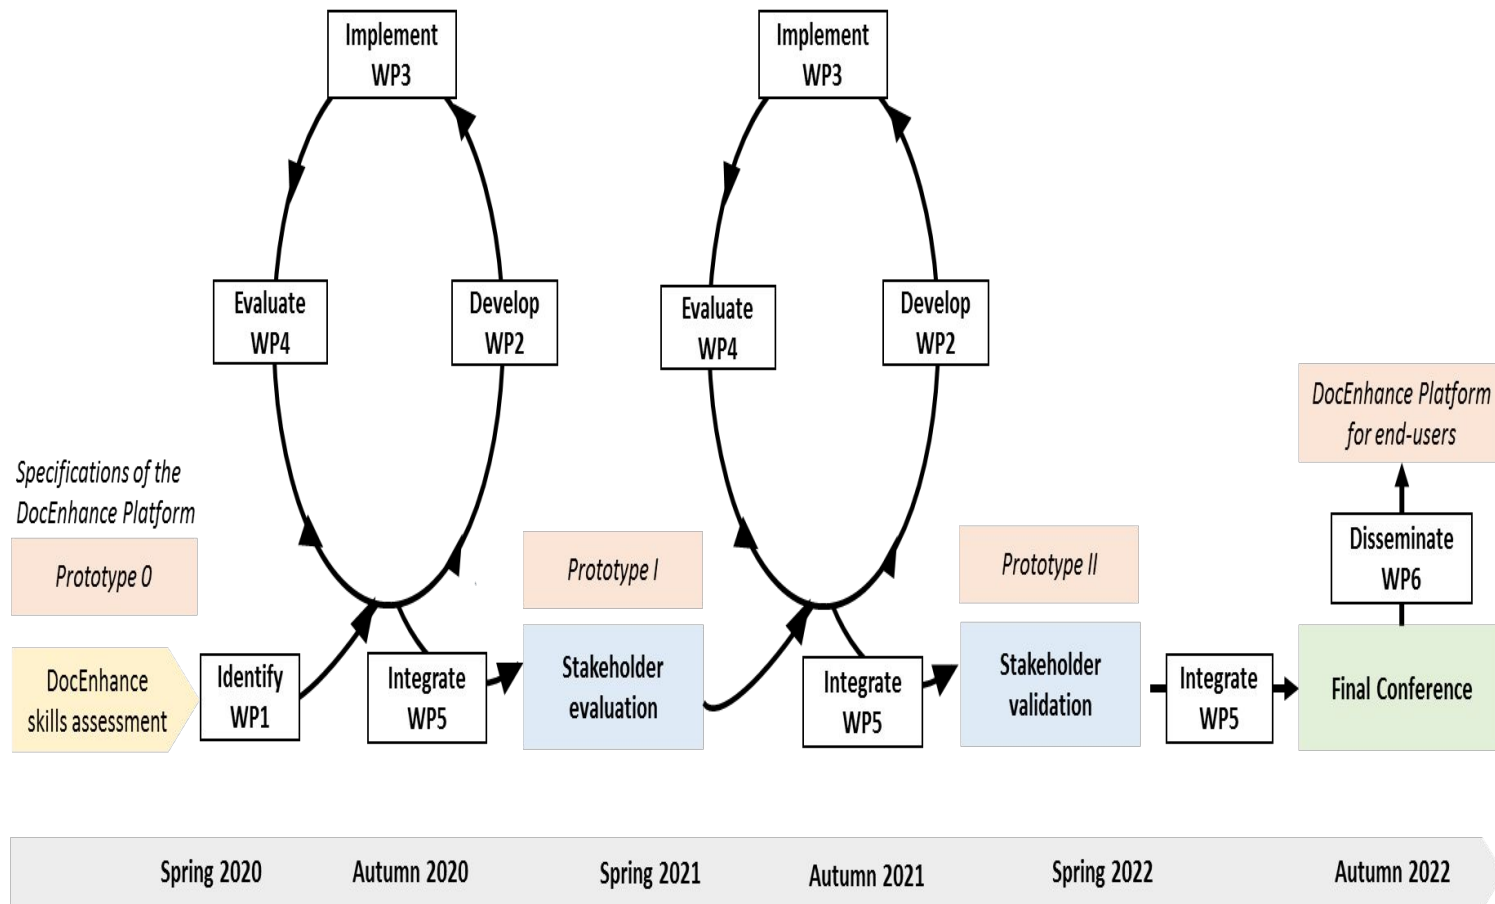 Implement
WP3
Evaluate
WP4
Develop
WP2
Implement
WP3
Evaluate
WP4
Develop
WP2
Specifications of the
DocEnhance Platform
Prototype 0
DocEnhance
skills assessment
Identify
WP1
Integrate
WP5
Prototype I
Stakeholder
evaluation
Integrate
WP5
Prototype II
Stakeholder
validation
Integrate
WP5
DocEnhance Platform
for end-users
Disseminate
WP6
Final Conference
Spring 2020
Autumn 2020
Spring 2021
Autumn 2021
Spring 2022
Autumn 2022